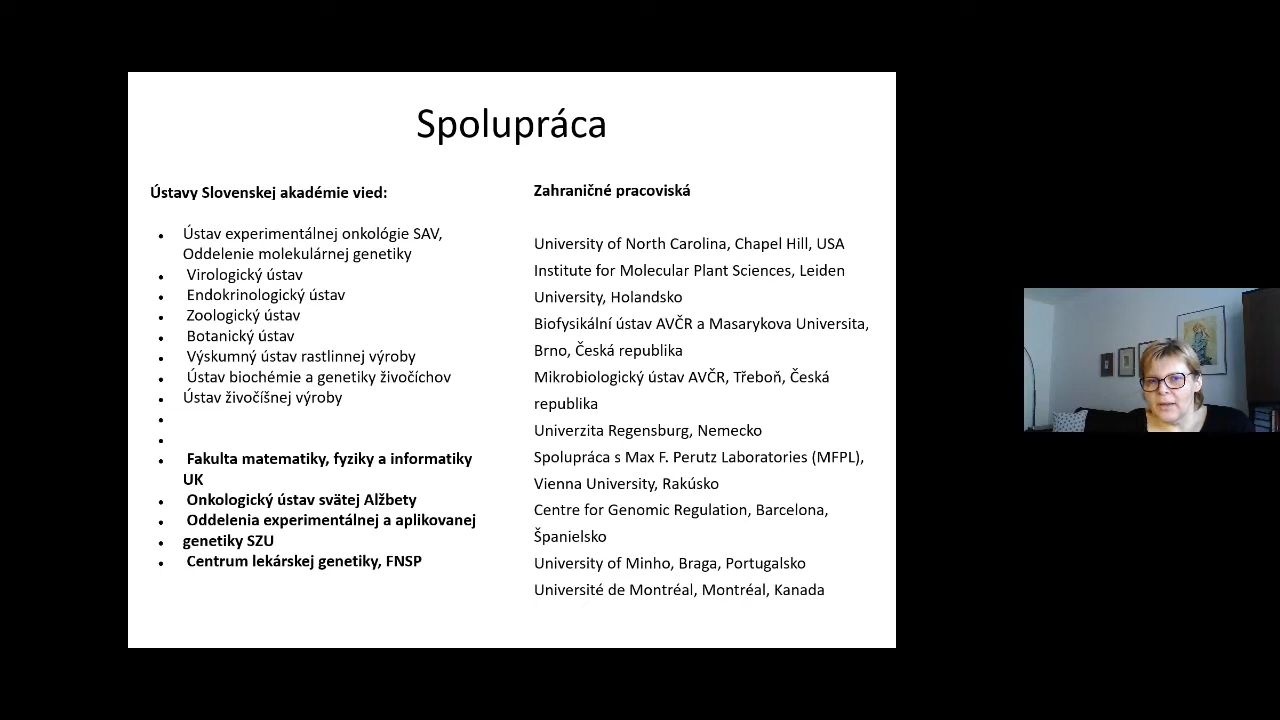 Spolupráca
Ústavy Slovenskej akadémie vied:
Ústav experimentálnej onkológie SAV,
Oddelenie molekulárnej genetiky
Virologický ústav
Endokrinologický ústav
Zoologický ústav
Botanický ústav
Výskumný ústav rastlinnej výroby
Ústav biochémie a genetiky živočíchov
Ústav živočíšnej výroby
Fakulta matematiky, fyziky a informatiky
UK
Onkologický ústav svätej Alžbety
Oddelenia experimentálnej a aplikovanej
genetiky SZU
Centrum lekárskej genetiky, FNSP
Zahraničné pracoviská
University of North Carolina, Chapel Hill, USA
Institute for Molecular Plant Sciences, Leiden
University, Holandsko
Biofysikální ústav AVČR a Masarykova Universita,
Brno, Česká republika
Mikrobiologický ústav AVČR, Třeboň, Česká
republika
Univerzita Regensburg, Nemecko
Spolupráca s Max F. Perutz Laboratories (MFPL),
Vienna University, Rakúsko
Centre for Genomic Regulation, Barcelona,
Španielsko
University of Minho, Braga, Portugalsko
Université de Montréal, Montréal, Kanada